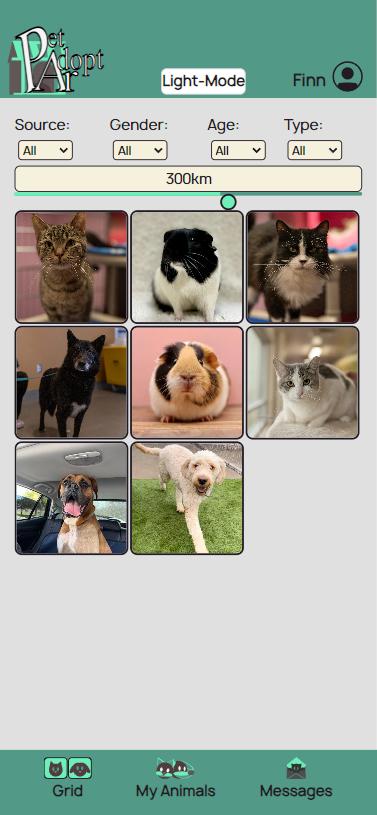 Pet
Adopt
Ar
Light-Mode
Finn
Source: Gender: Age: Type:
All All All All
300km
Grid My Animals Messages